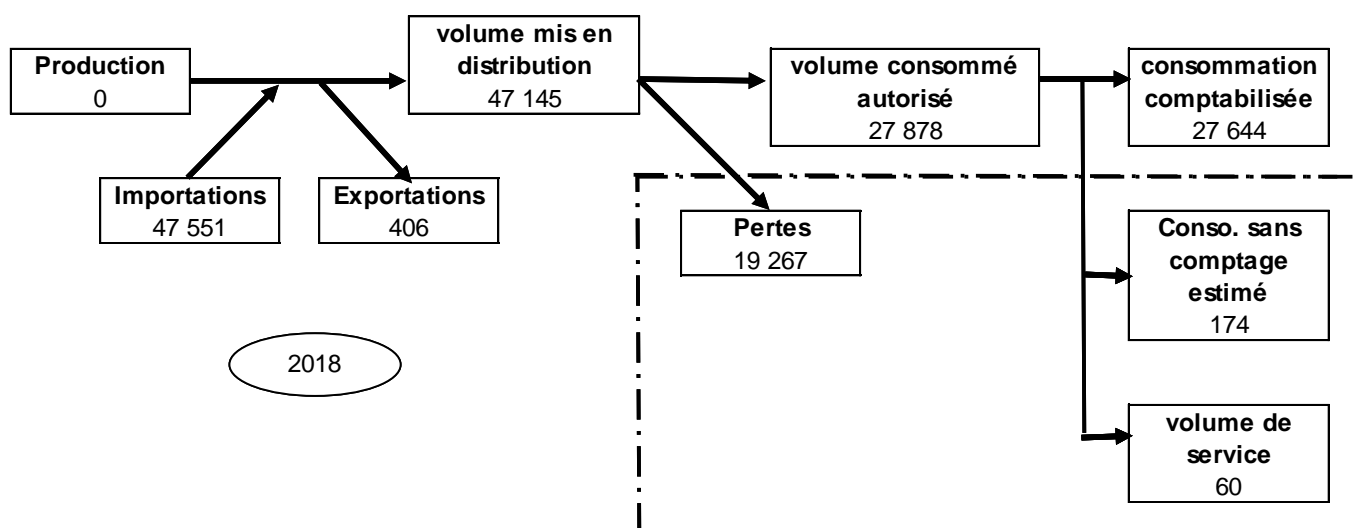 Production
0
volume mis en
distribution
47 145
volume consommé
autorisé
27 878
consommation
comptabilisée
27 644
Importations
47 551
Exportations
406
Pertes
19 267
Conso. sans
comptage
estimé
174
2018
volume de
service
60